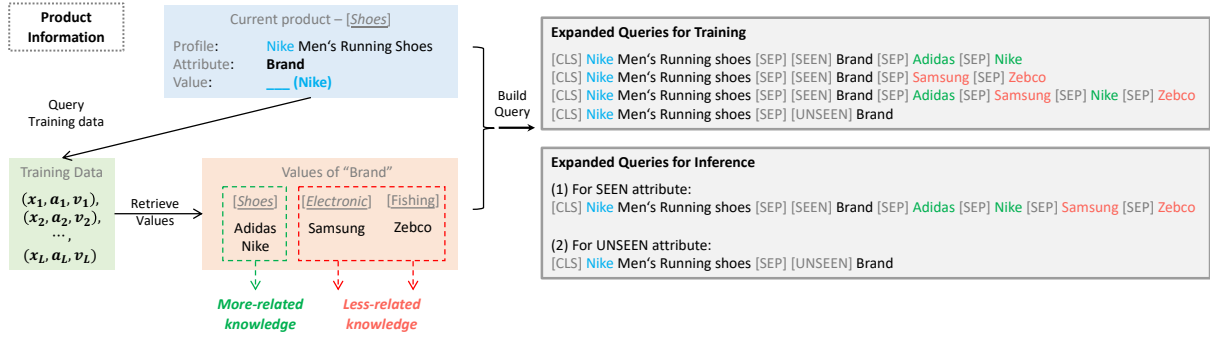 Product
Information
Current product – [Shoes]
Profile: Nike Men's Running Shoes
Attribute: Brand
Value: ___ (Nike)
Query
Training data
Training Data
(x1, a1, v1),
(x2, a2, v2),
⋯,
(xL, aL, vL)
Retrieve
Values
Values of “Brand”
[Shoes] [Electronic] [Fishing]
Adidas Samsung Zebco
Nike
More-related
knowledge
Less-related
knowledge
Build
Query
Expanded Queries for Training
[CLS] Nike Men‘s Running shoes [SEP] [SEEN] Brand [SEP] Adidas [SEP] Nike
[CLS] Nike Men‘s Running shoes [SEP] [SEEN] Brand [SEP] Samsung [SEP] Zebco
[CLS] Nike Men‘s Running shoes [SEP] [SEEN] Brand [SEP] Adidas [SEP] Samsung [SEP] Nike [SEP] Zebco
[CLS] Nike Men‘s Running shoes [SEP] [UNSEEN] Brand
Expanded Queries for Inference
(1) For SEEN attribute:
[CLS] Nike Men‘s Running shoes [SEP] [SEEN] Brand [SEP] Adidas [SEP] Nike [SEP] Samsung [SEP] Zebco
(2) For UNSEEN attribute:
[CLS] Nike Men‘s Running shoes [SEP] [UNSEEN] Brand